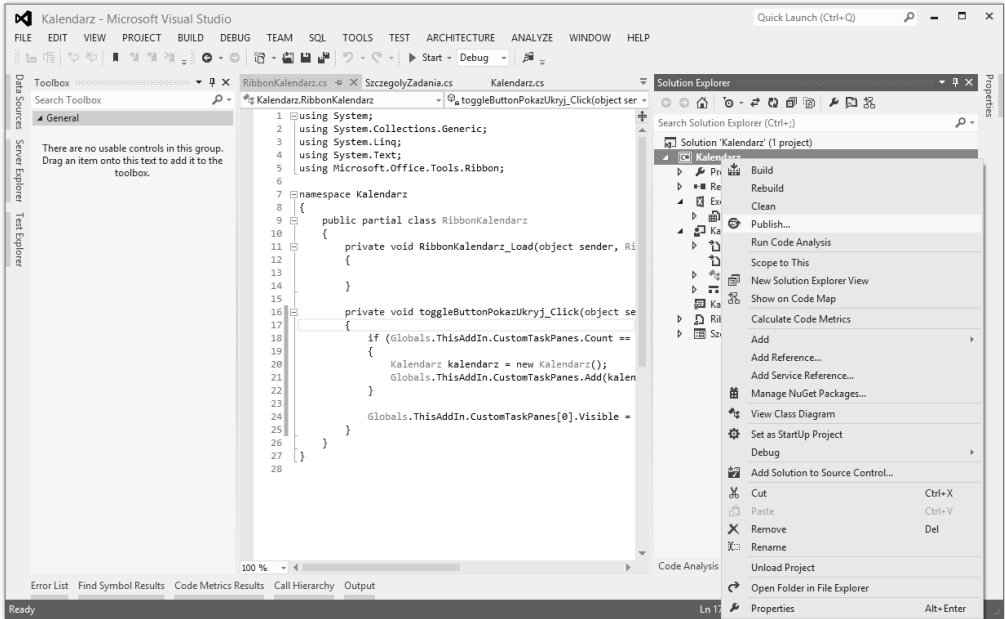 Kalendarz - Microsoft Visual Studio
Quick Launch (Ctrl+Q)
FILE EDIT VIEW PROJECT BUILD DEBUG TEAM SQL TOOLS TEST ARCHITECTURE ANALYZE WINDOW HELP
Start Debug
Data Sources
Server Explorer
Test Explorer
Toolbox
Search Toolbox
General
There are no usable controls in this group.
Drag an item onto this text to add it to the
toolbox.
RibbonKalendarz.cs SzczegolyZadania.cs Kalendarz.cs
Kalendarz.RibbonKalendarz toggleButtonPokazUkryj_Click(object ser
1 using System;
2 using System.Collections.Generic;
3 using System.Linq;
4 using System.Text;
5 using Microsoft.Office.Tools.Ribbon;
6
7 namespace Kalendarz
8 {
9 public partial class RibbonKalendarz
10 {
11 private void RibbonKalendarz_Load(object sender, Ri
12 {
13
14 }
15
16 private void toggleButtonPokazUkryj_Click(object se
17 {
18 if (Globals.ThisAddIn.CustomTaskPanes.Count ==
19 {
20 Kalendarz kalendarz = new Kalendarz();
21 Globals.ThisAddIn.CustomTaskPanes.Add(kalen
22 }
23
24 Globals.ThisAddIn.CustomTaskPanes[0].Visible =
25 }
26 }
27 }
28
100 %
Solution Explorer
Search Solution Explorer (Ctrl+;)
Solution 'Kalendarz' (1 project)
Kalendarz
Pr
Re
Exc
Ka
Ka
Rib
Sz
Code Analysis
Properties
Build
Rebuild
Clean
Publish...
Run Code Analysis
Scope to This
New Solution Explorer View
Show on Code Map
Calculate Code Metrics
Add
Add Reference...
Add Service Reference...
Manage NuGet Packages...
View Class Diagram
Set as StartUp Project
Debug
Add Solution to Source Control...
Cut Ctrl+X
Paste Ctrl+V
Remove Del
Rename
Unload Project
Open Folder in File Explorer
Properties Alt+Enter
Error List Find Symbol Results Code Metrics Results Call Hierarchy Output
Ready Ln 17